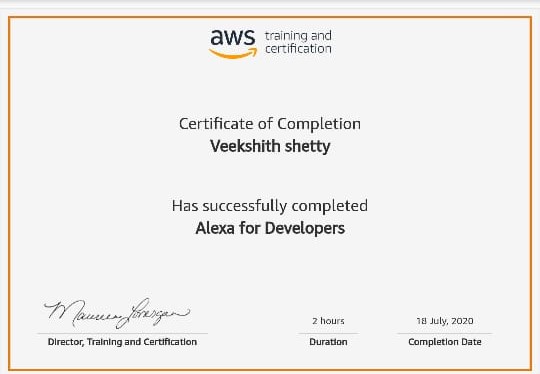 aws training and
certification
Certificate of Completion
Veekshith shetty
Has successfully completed
Alexa for Developers
Maureen Lonergan
Director, Training and Certification
2 hours
Duration
18 July, 2020
Completion Date